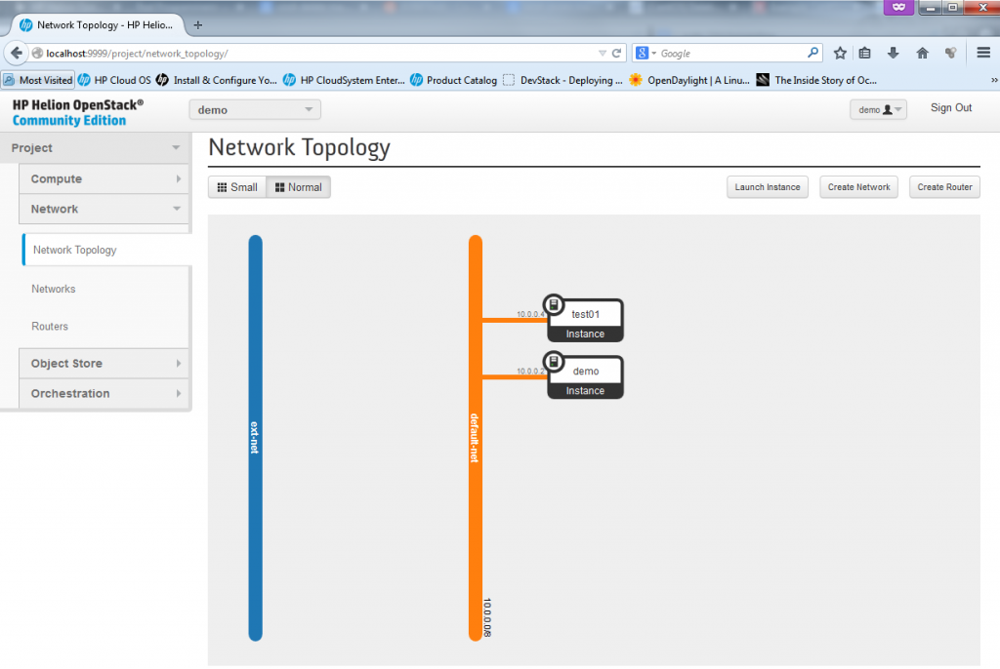 Network Topology - HP Helio...
localhost:9999/project/network_topology/
Google
Most Visited HP Cloud OS Install & Configure Yo... HP CloudSystem Enter... Product Catalog DevStack - Deploying ... OpenDaylight | A Linu... The Inside Story of Oc...
HP Helion OpenStack®
Community Edition
demo
demo
Sign Out
Project
Compute
Network
Network Topology
Networks
Routers
Object Store
Orchestration
Network Topology
Small Normal
Launch Instance Create Network Create Router
ext-net
default-net
10.0.0.0/8
10.0.0.4
test01
Instance
10.0.0.2
demo
Instance